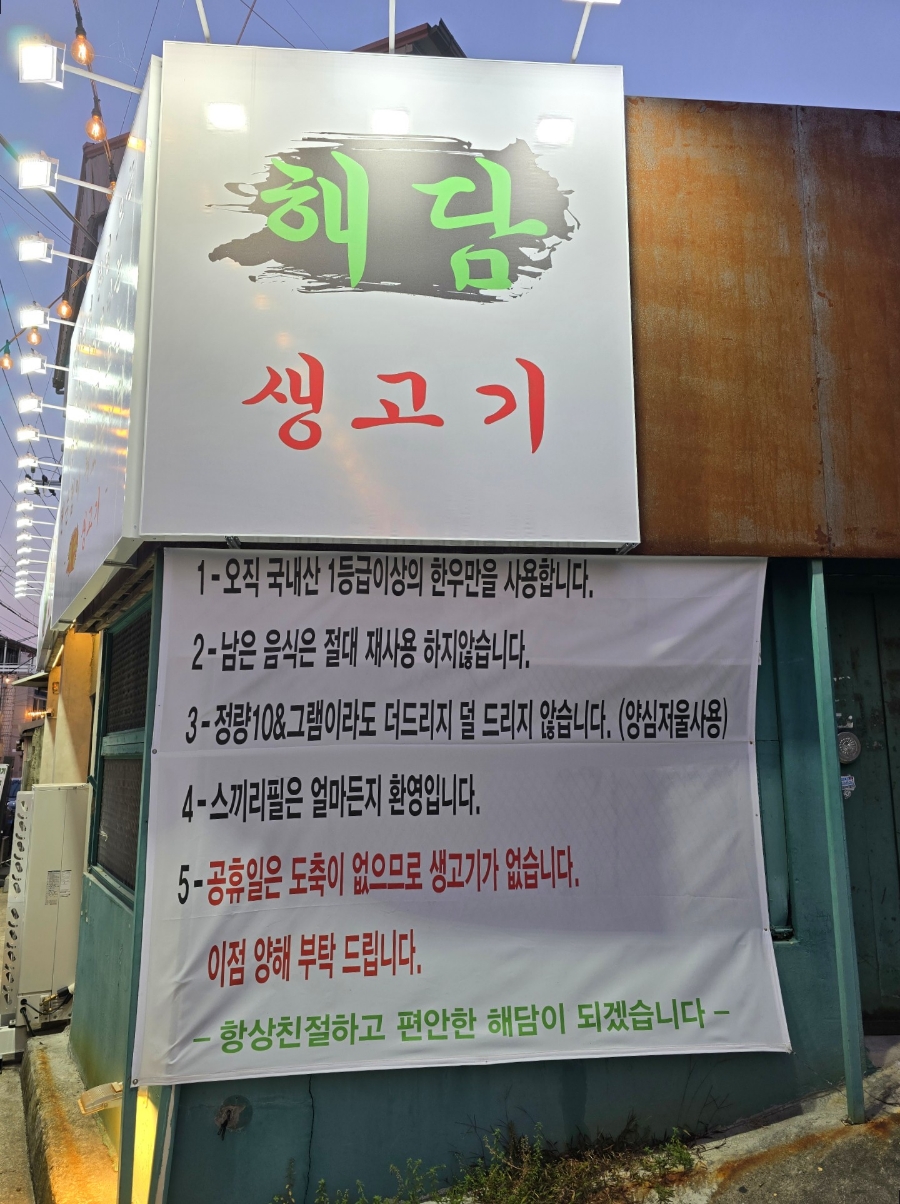 해담
생고기
1-오직 국내산 1등급이상의 한우만을 사용합니다.
2-남은 음식은 절대 재사용 하지않습니다.
3-정량10&그램이라도 더드리지 덜 드리지 않습니다. (양심저울사용)
4-스끼리필은 얼마든지 환영입니다.
5-공휴일은 도축이 없으므로 생고기가 없습니다.
이점 양해 부탁 드립니다.
- 항상친절하고 편안한 해담이 되겠습니다 -
생고기